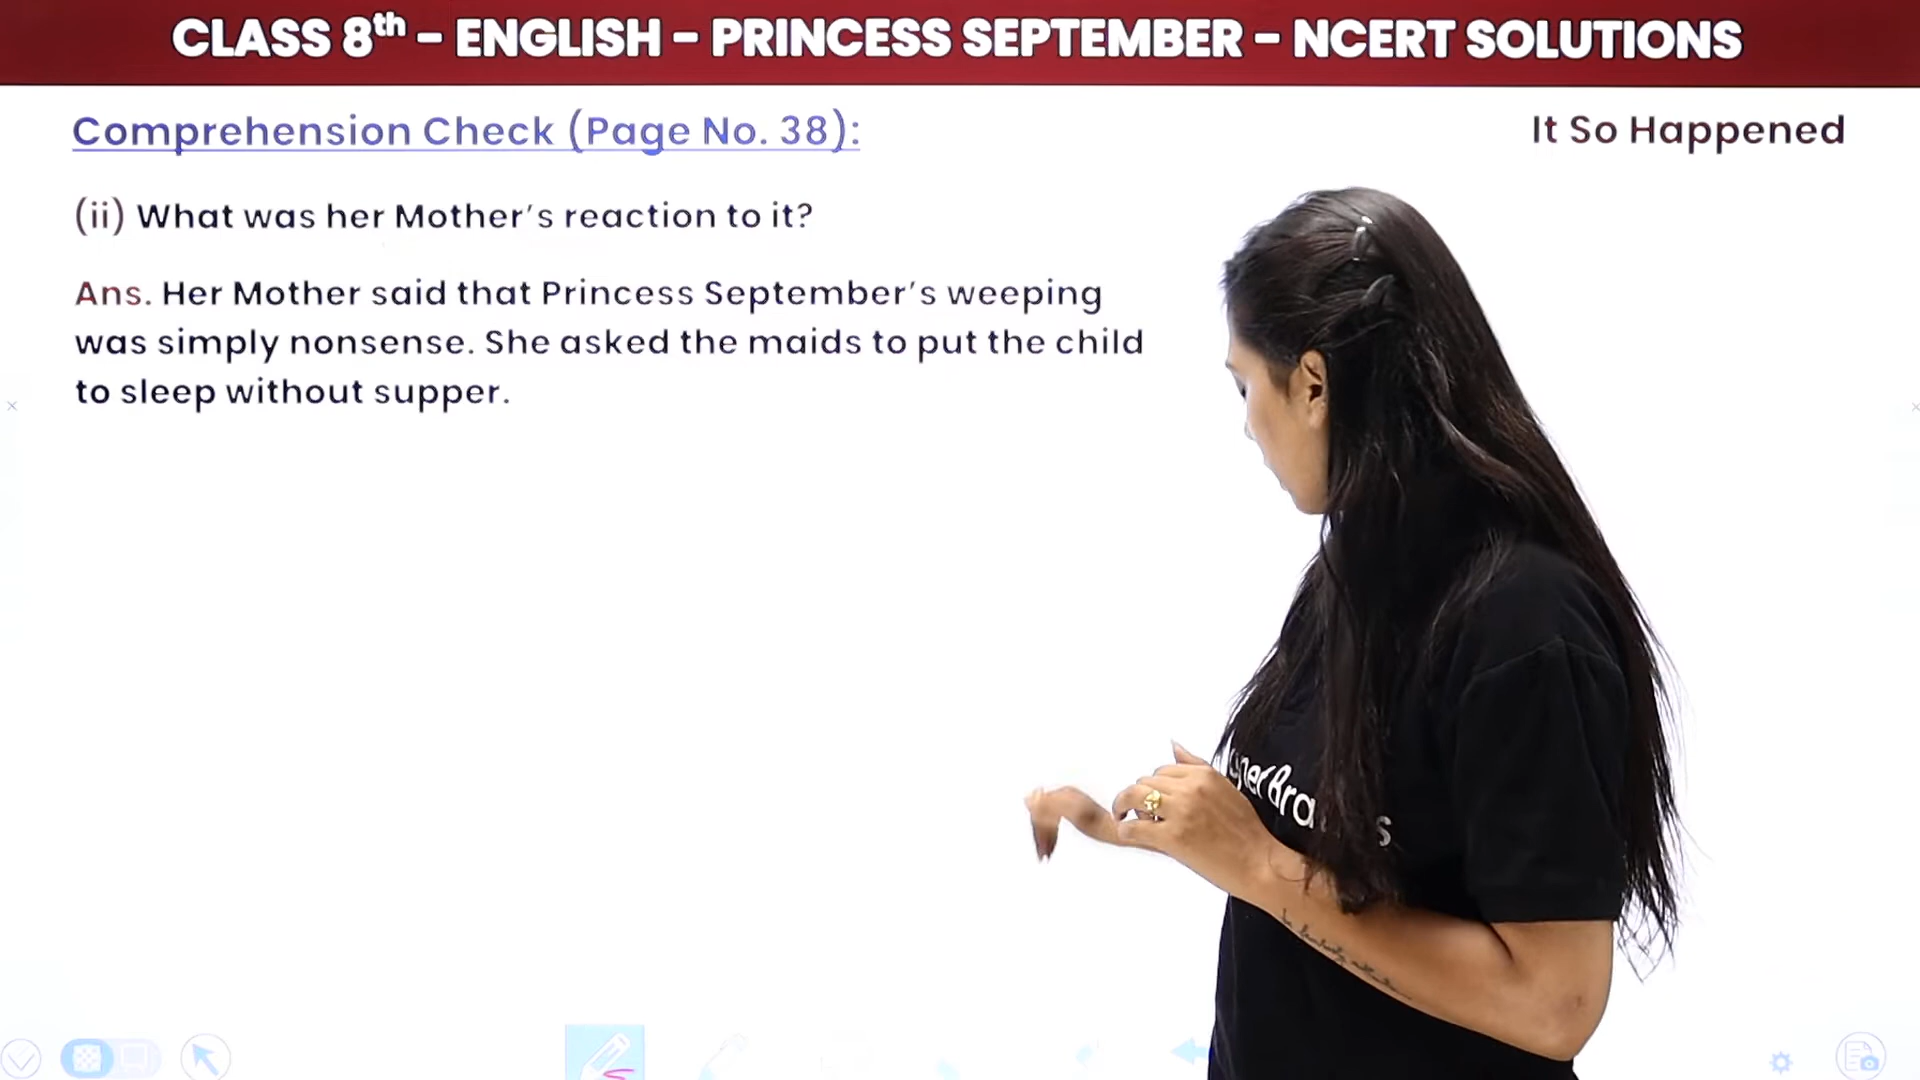 CLASS 8th – ENGLISH – PRINCESS SEPTEMBER – NCERT SOLUTIONS
Comprehension Check (Page No. 38):
It So Happened
(ii) What was her Mother’s reaction to it?
Ans. Her Mother said that Princess September’s weeping
was simply nonsense. She asked the maids to put the child
to sleep without supper.